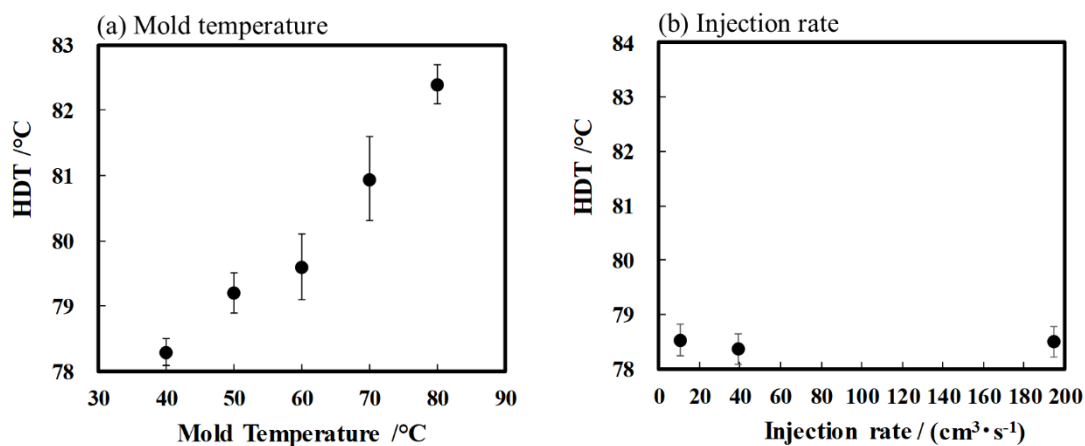 (a) Mold temperature
83
82
81
80
79
78
HDT /°C
30 40 50 60 70 80 90
Mold Temperature /°C
(b) Injection rate
84
83
82
81
80
79
78
HDT /°C
0 20 40 60 80 100 120 140 160 180 200
Injection rate / (cm³・s⁻¹)